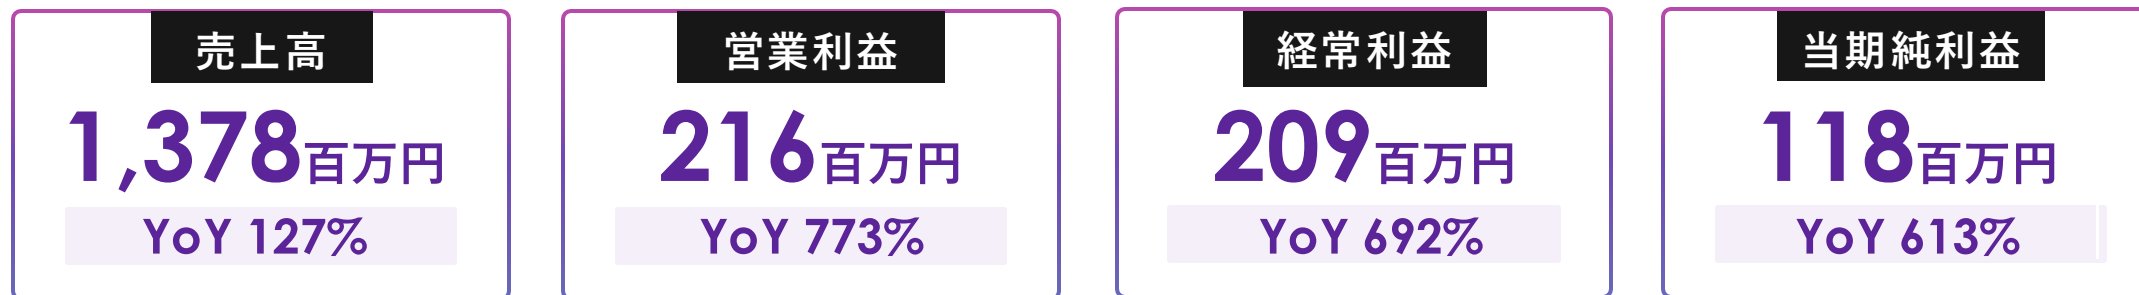 売上高
1,378百万円
YoY 127%
営業利益
216百万円
YoY 773%
経常利益
209百万円
YoY 692%
当期純利益
118百万円
YoY 613%